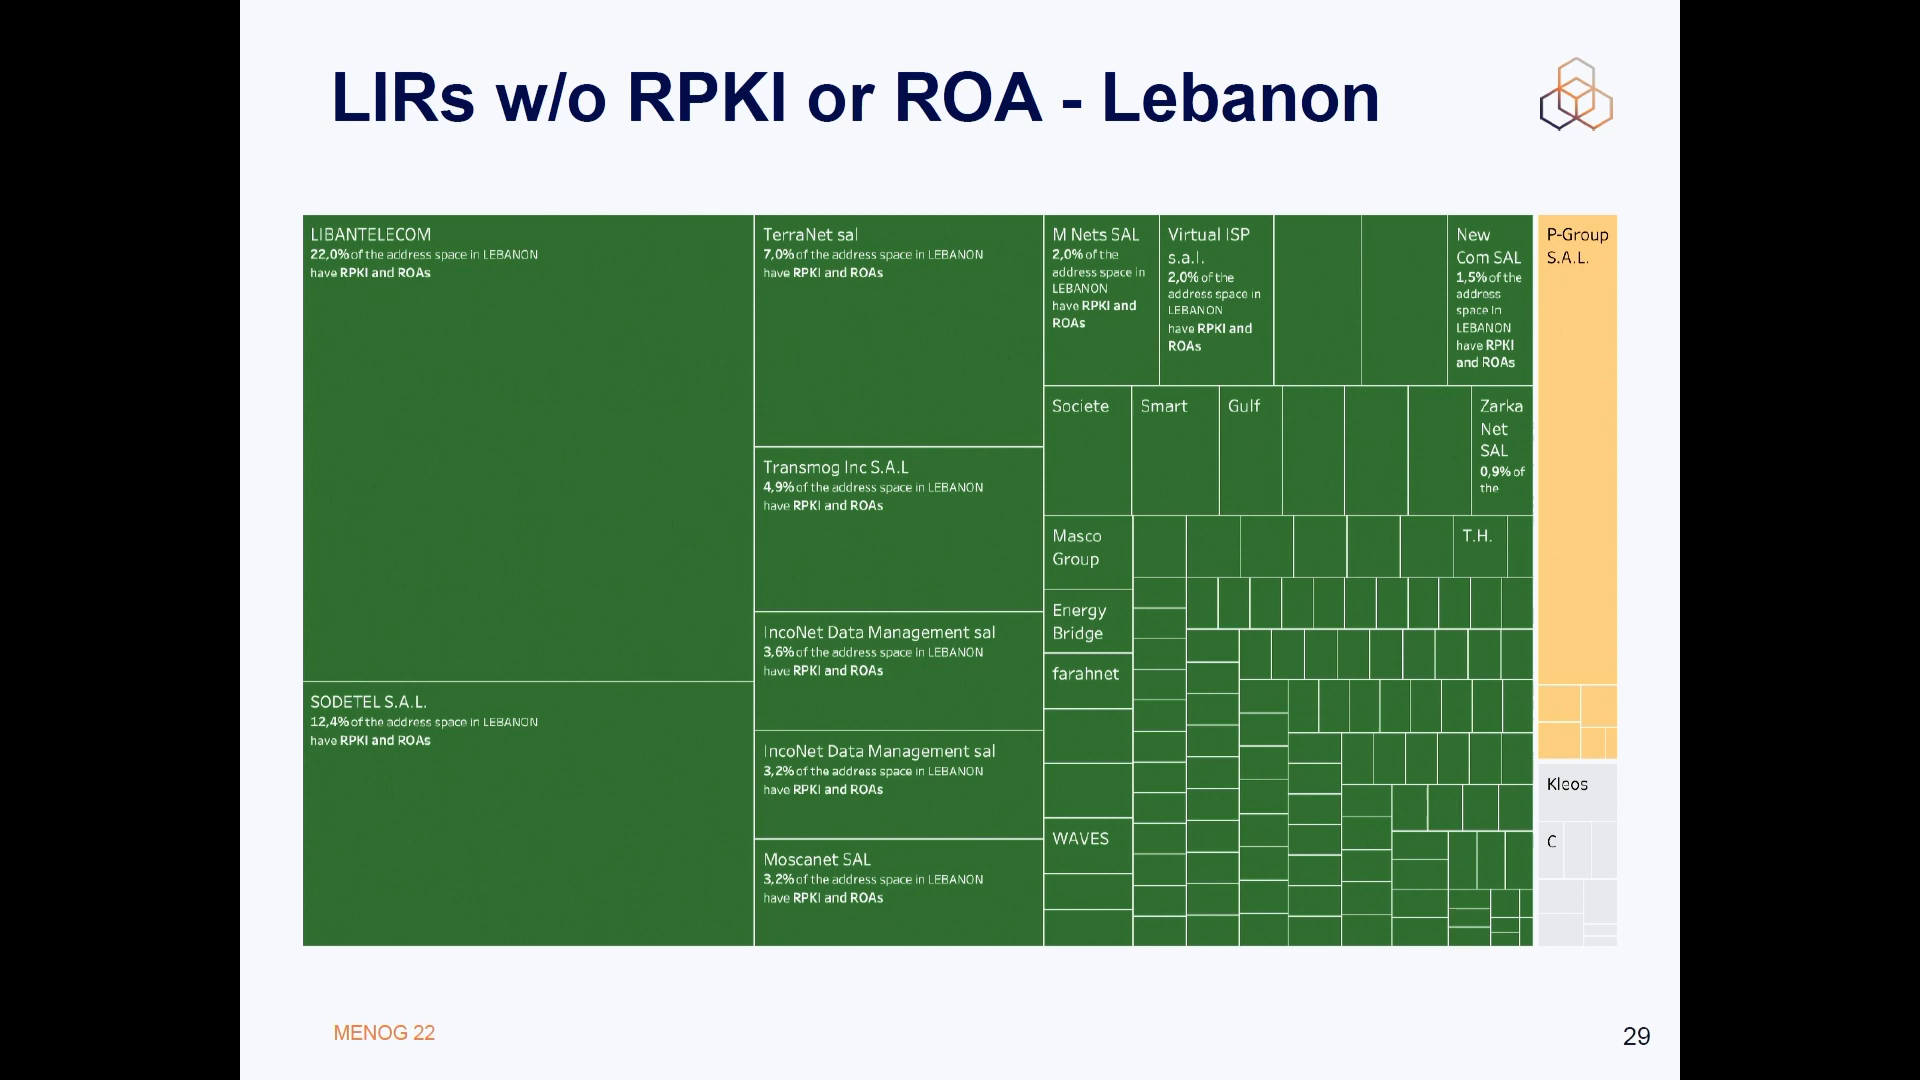 LIRs w/o RPKI or ROA - Lebanon
LIBANTELECOM
22,0% of the address space in LEBANON
have RPKI and ROAs
SODETEL S.A.L.
12,4% of the address space in LEBANON
have RPKI and ROAs
TerraNet sal
7,0% of the address space in LEBANON
have RPKI and ROAs
Transmog Inc S.A.L
4,9% of the address space in LEBANON
have RPKI and ROAs
IncoNet Data Management sal
3,6% of the address space in LEBANON
have RPKI and ROAs
IncoNet Data Management sal
3,2% of the address space in LEBANON
have RPKI and ROAs
Moscanet SAL
3,2% of the address space in LEBANON
have RPKI and ROAs
M Nets SAL
2,0% of the
address space in
LEBANON
have RPKI and
ROAs
Virtual ISP
s.a.l.
2,0% of the
address space in
LEBANON
have RPKI and
ROAs
New
Com SAL
1,5% of the
address
space in
LEBANON
have RPKI
and ROAs
Societe
Smart
Gulf
Zarka
Net
SAL
0,9% of
the
Masco
Group
T.H.
Energy
Bridge
farahnet
WAVES
P-Group
S.A.L.
Kleos
C
MENOG 22
29